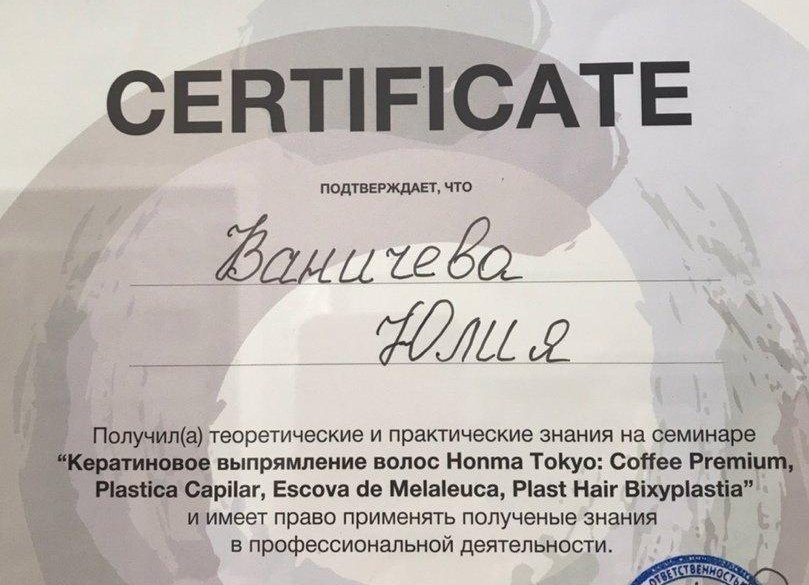 CERTIFICATE
ПОДТВЕРЖДАЕТ, ЧТО
Ваничева
Юлия
Получил(а) теоретические и практические знания на семинаре
“Кератиновое выпрямление волос Honma Tokyo: Coffee Premium,
Plastica Capilar, Escova de Melaleuca, Plast Hair Bixyplastia”
и имеет право применять полученые знания
в профессиональной деятельности.
ОТВЕТСТВЕННОСТЬ